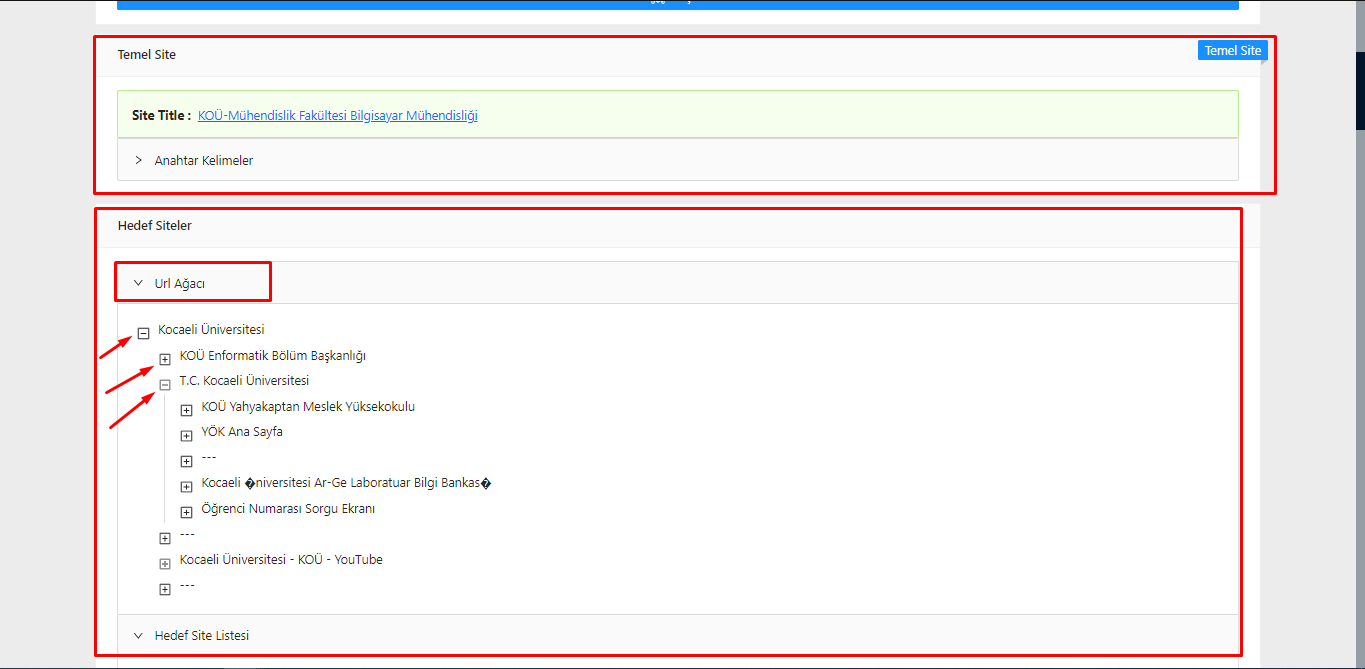 Temel Site
Temel Site
Site Title : KOÜ-Mühendislik Fakültesi Bilgisayar Mühendisliği
Anahtar Kelimeler
Hedef Siteler
Url Ağacı
Kocaeli Üniversitesi
KOÜ Enformatik Bölüm Başkanlığı
T.C. Kocaeli Üniversitesi
KOÜ Yahyakaptan Meslek Yüksekokulu
YÖK Ana Sayfa
---
Kocaeli �niversitesi Ar-Ge Laboratuar Bilgi Bankas�
Öğrenci Numarası Sorgu Ekranı
---
Kocaeli Üniversitesi - KOÜ - YouTube
---
Hedef Site Listesi